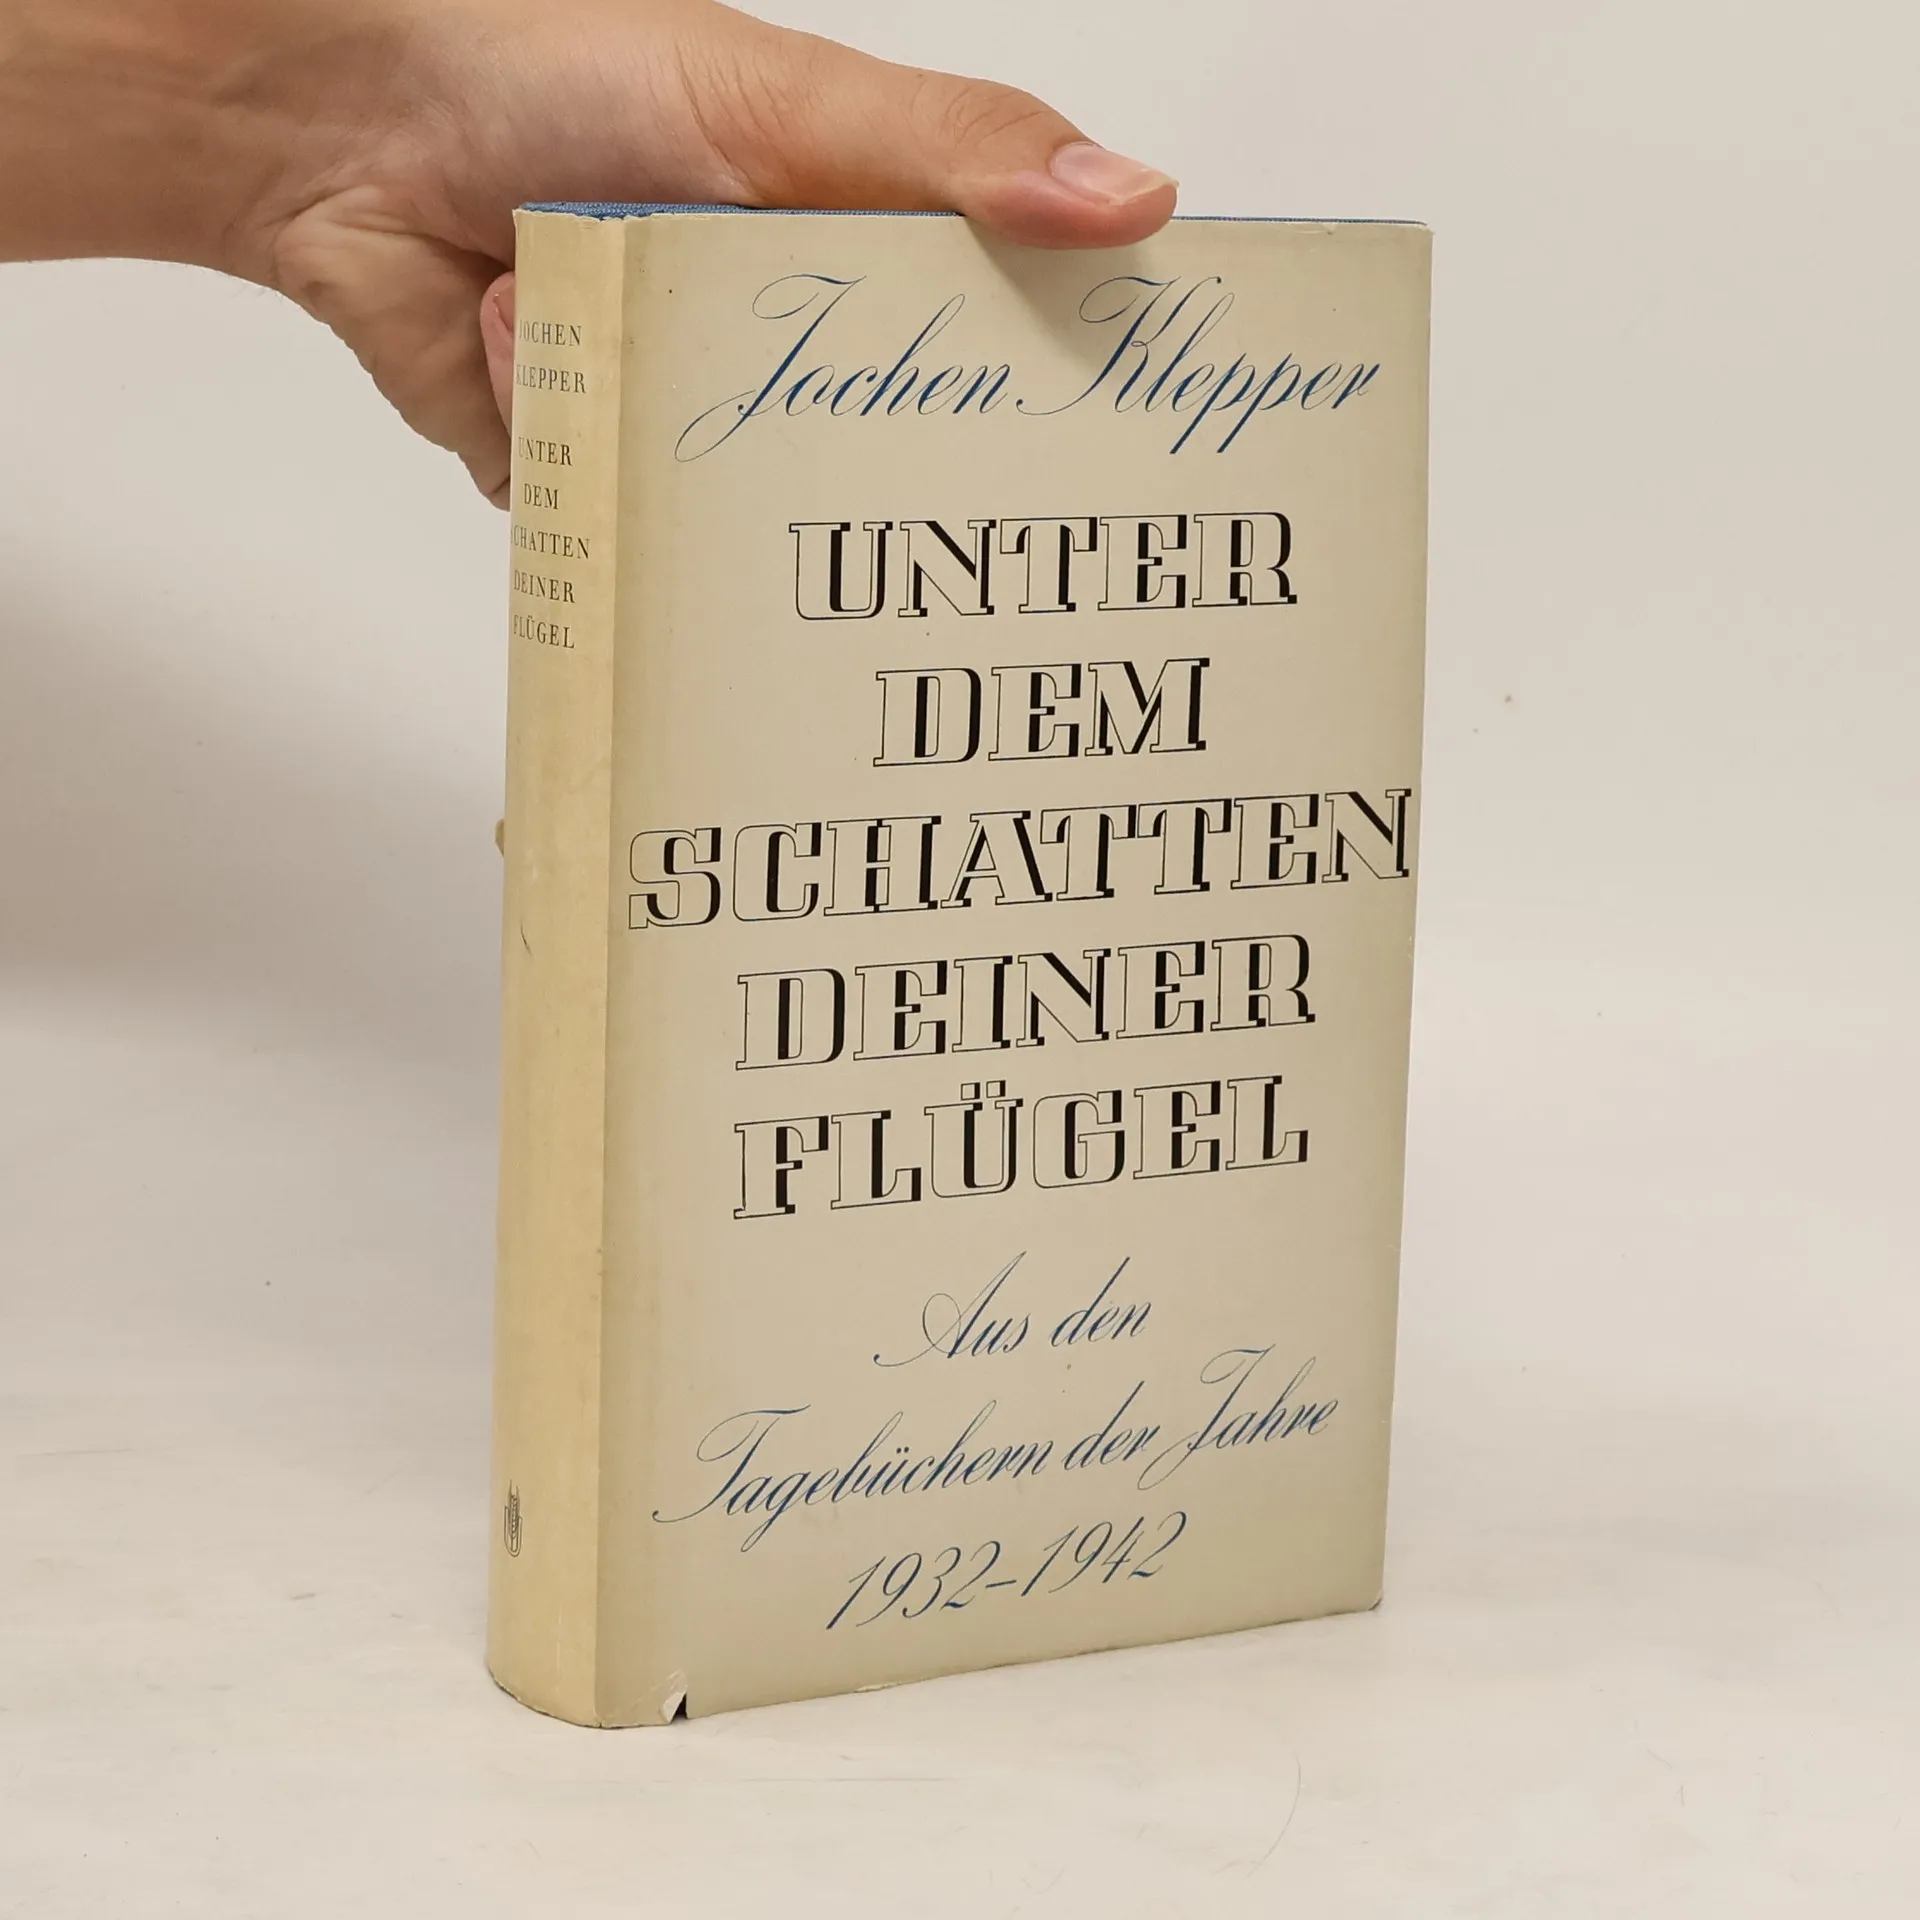 JOCHEN
KLEPPER
UNTER
DEM
SCHATTEN
DEINER
FLÜGEL
Jochen Klepper
UNTER
DEM
SCHATTEN
DEINER
FLÜGEL
Aus den
Tagebüchern der Jahre
1932–1942